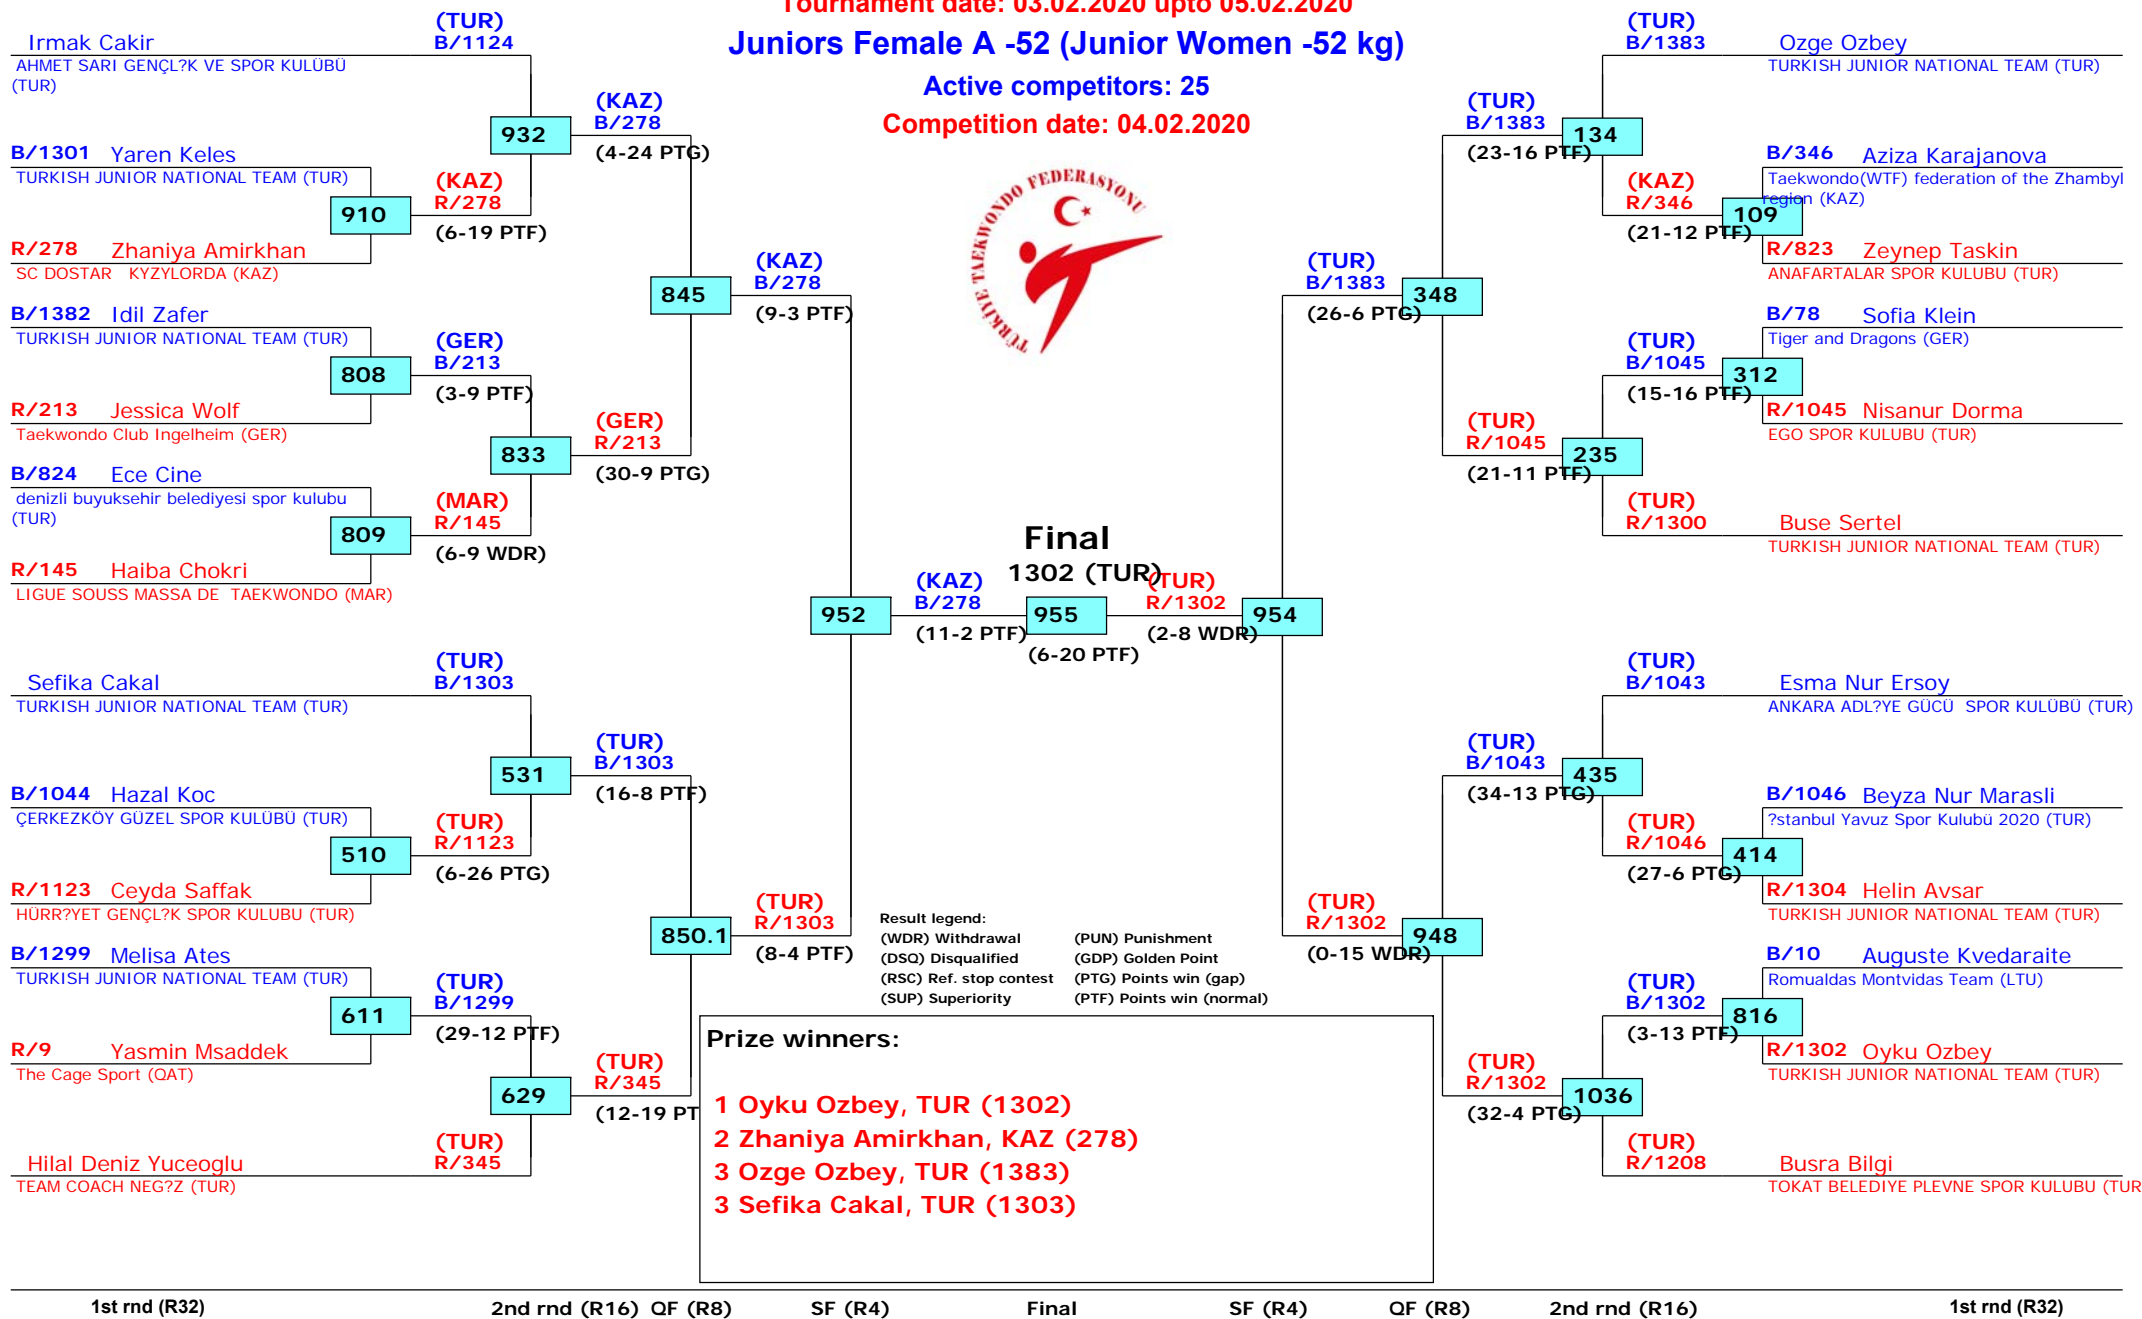 Tournament date: 03.02.2020 upto 05.02.2020
Juniors Female A -52 (Junior Women -52 kg)
Active competitors: 25
Competition date: 04.02.2020
TÜRKİYE TAEKWONDO FEDERASYONU
Irmak Cakir
AHMET SARI GENÇL?K VE SPOR KULÜBÜ
(TUR)
(TUR)
B/1124
B/1301 Yaren Keles
TURKISH JUNIOR NATIONAL TEAM (TUR)
910
R/278 Zhaniya Amirkhan
SC DOSTAR KYZYLORDA (KAZ)
(KAZ)
R/278
(6-19 PTF)
932
(KAZ)
B/278
(4-24 PTG)
B/1382 Idil Zafer
TURKISH JUNIOR NATIONAL TEAM (TUR)
808
R/213 Jessica Wolf
Taekwondo Club Ingelheim (GER)
(GER)
B/213
(3-9 PTF)
B/824 Ece Cine
denizli buyuksehir belediyesi spor kulubu
(TUR)
809
R/145 Haiba Chokri
LIGUE SOUSS MASSA DE TAEKWONDO (MAR)
(MAR)
R/145
(6-9 WDR)
833
(GER)
R/213
(30-9 PTG)
845
(KAZ)
B/278
(9-3 PTF)
Sefika Cakal
TURKISH JUNIOR NATIONAL TEAM (TUR)
(TUR)
B/1303
B/1044 Hazal Koc
ÇERKEZKÖY GÜZEL SPOR KULÜBÜ (TUR)
510
R/1123 Ceyda Saffak
HÜRR?YET GENÇL?K SPOR KULUBU (TUR)
(TUR)
R/1123
(6-26 PTG)
531
(TUR)
B/1303
(16-8 PTF)
B/1299 Melisa Ates
TURKISH JUNIOR NATIONAL TEAM (TUR)
611
R/9 Yasmin Msaddek
The Cage Sport (QAT)
(TUR)
B/1299
(29-12 PTF)
Hilal Deniz Yuceoglu
TEAM COACH NEG?Z (TUR)
(TUR)
R/345
629
(TUR)
R/345
(12-19 PT
850.1
(TUR)
R/1303
(8-4 PTF)
952
(KAZ)
B/278
(11-2 PTF)
Final
1302 (TUR)
955
(6-20 PTF)
(TUR)
R/1302
(2-8 WDR)
954
(TUR)
B/1383
Ozge Ozbey
TURKISH JUNIOR NATIONAL TEAM (TUR)
B/346 Aziza Karajanova
Taekwondo(WTF) federation of the Zhambyl
region (KAZ)
109
R/823 Zeynep Taskin
ANAFARTALAR SPOR KULUBU (TUR)
(KAZ)
R/346
(21-12 PTF)
134
(TUR)
B/1383
(23-16 PTF)
B/78 Sofia Klein
Tiger and Dragons (GER)
312
R/1045 Nisanur Dorma
EGO SPOR KULUBU (TUR)
(TUR)
B/1045
(15-16 PTF)
(TUR)
R/1300
Buse Sertel
TURKISH JUNIOR NATIONAL TEAM (TUR)
235
(TUR)
R/1045
(21-11 PTF)
348
(TUR)
B/1383
(26-6 PTG)
(TUR)
B/1043
Esma Nur Ersoy
ANKARA ADL?YE GÜCÜ SPOR KULÜBÜ (TUR)
B/1046 Beyza Nur Marasli
?stanbul Yavuz Spor Kulubü 2020 (TUR)
414
R/1304 Helin Avsar
TURKISH JUNIOR NATIONAL TEAM (TUR)
(TUR)
R/1046
(27-6 PTG)
435
(TUR)
B/1043
(34-13 PTG)
B/10 Auguste Kvedaraite
Romualdas Montvidas Team (LTU)
816
R/1302 Oyku Ozbey
TURKISH JUNIOR NATIONAL TEAM (TUR)
(TUR)
B/1302
(3-13 PTF)
(TUR)
R/1208
Busra Bilgi
TOKAT BELEDIYE PLEVNE SPOR KULUBU (TUR
1036
(TUR)
R/1302
(32-4 PTG)
948
(TUR)
R/1302
(0-15 WDR)
Result legend:
(WDR) Withdrawal (PUN) Punishment
(DSQ) Disqualified (GDP) Golden Point
(RSC) Ref. stop contest (PTG) Points win (gap)
(SUP) Superiority (PTF) Points win (normal)
Prize winners:
1 Oyku Ozbey, TUR (1302)
2 Zhaniya Amirkhan, KAZ (278)
3 Ozge Ozbey, TUR (1383)
3 Sefika Cakal, TUR (1303)
1st rnd (R32) 2nd rnd (R16) QF (R8) SF (R4) Final SF (R4) QF (R8) 2nd rnd (R16) 1st rnd (R32)